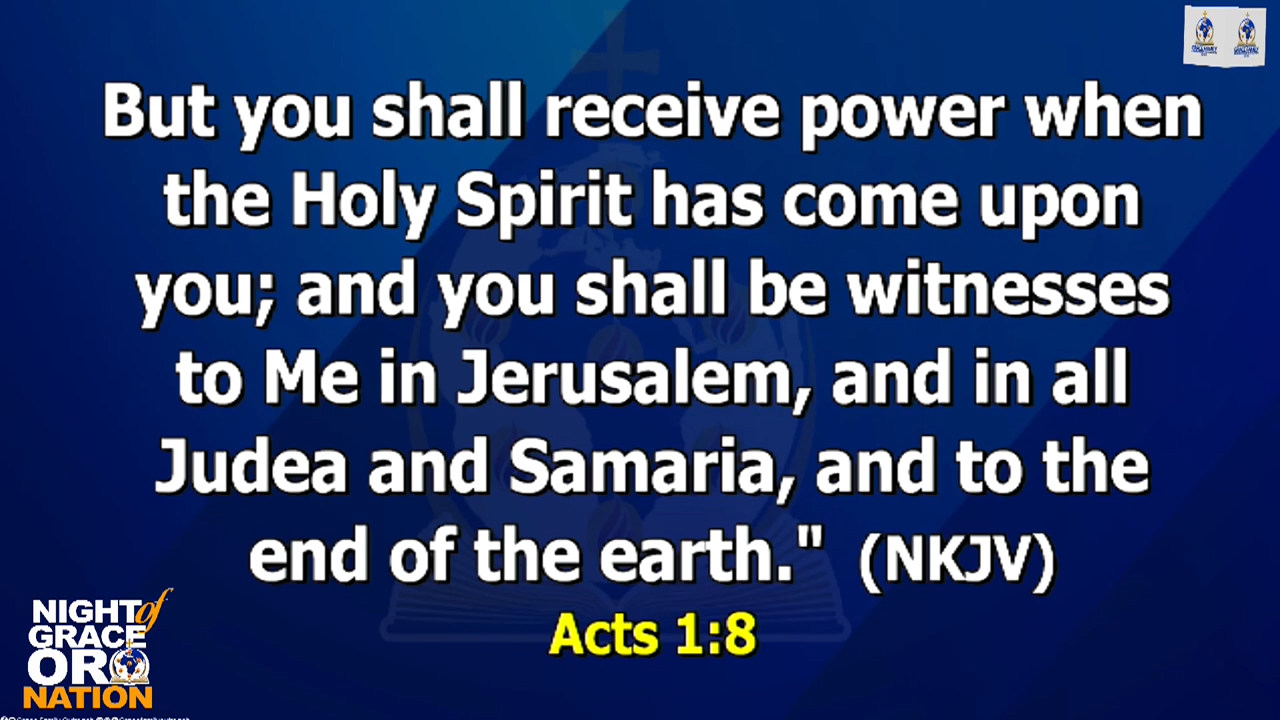 But you shall receive power when
the Holy Spirit has come upon
you; and you shall be witnesses
to Me in Jerusalem, and in all
Judea and Samaria, and to the
end of the earth." (NKJV)
Acts 1:8
NIGHT of
GRACE
ORO
NATION